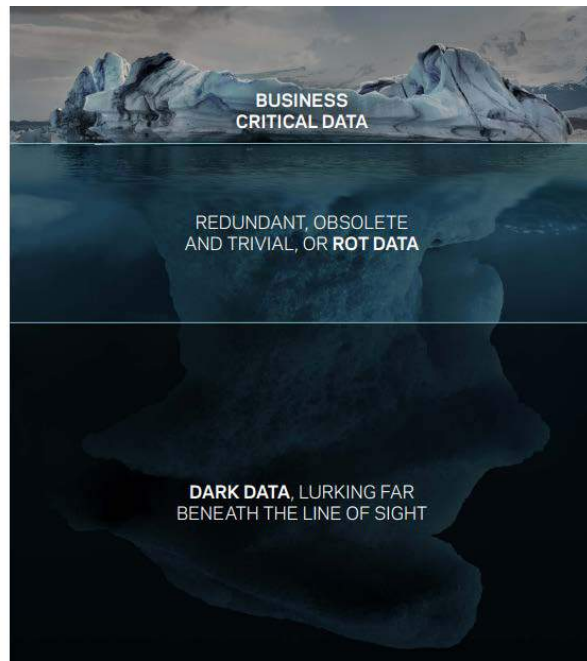 BUSINESS
CRITICAL DATA
REDUNDANT, OBSOLETE
AND TRIVIAL, OR ROT DATA
DARK DATA, LURKING FAR
BENEATH THE LINE OF SIGHT